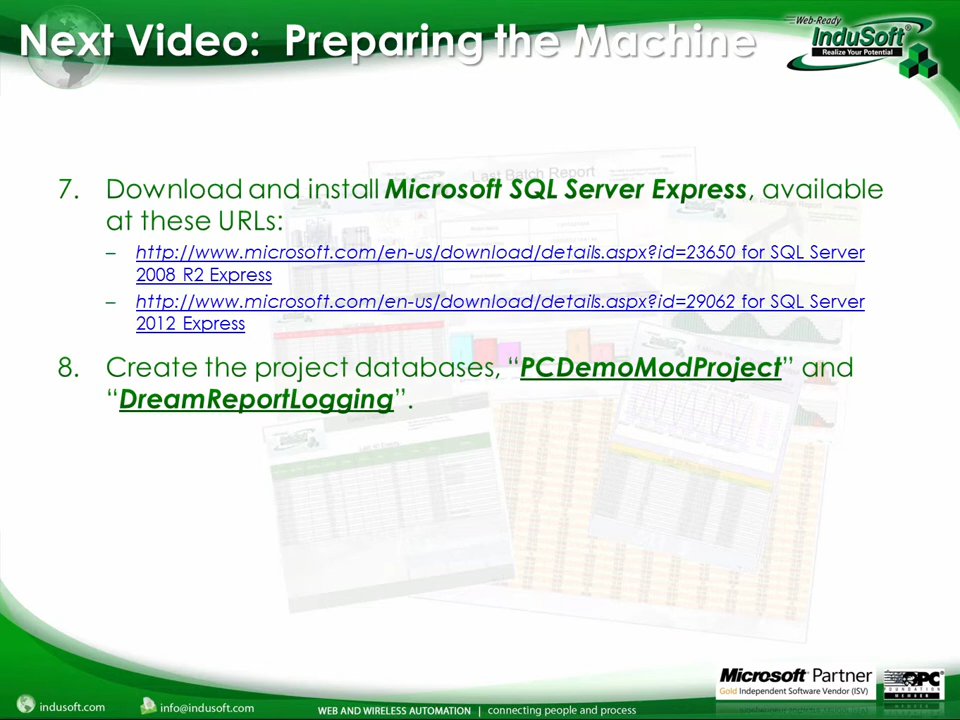 Next Video: Preparing the Machine
Web-Ready
InduSoft®
Realize Your Potential
Last Batch Report
7. Download and install Microsoft SQL Server Express, available
at these URLs:
– http://www.microsoft.com/en-us/download/details.aspx?id=23650 for SQL Server
2008 R2 Express
– http://www.microsoft.com/en-us/download/details.aspx?id=29062 for SQL Server
2012 Express
8. Create the project databases, “PCDemoModProject” and
“DreamReportLogging”.
Microsoft® Partner
Gold Independent Software Vendor (ISV)
OPC
FOUNDATION
MEMBER
indusoft.com
info@indusoft.com
WEB AND WIRELESS AUTOMATION | connecting people and process